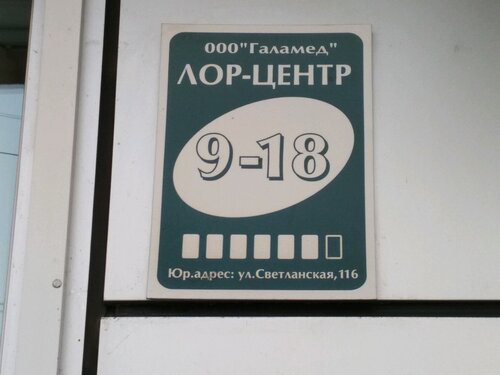 ООО"Галамед"
ЛОР-ЦЕНТР
9-18
Юр.адрес: ул.Светланская,116